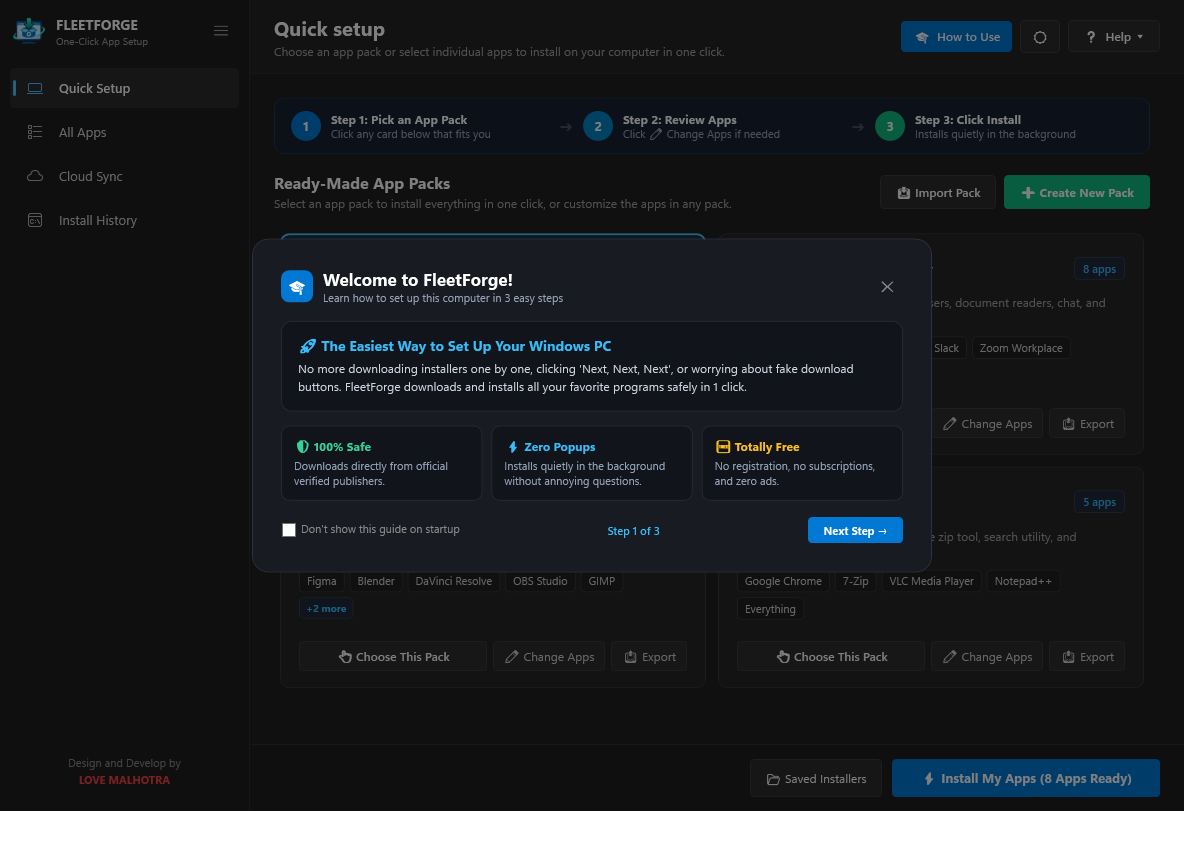 FLEETFORGE
One-Click App Setup
Quick Setup
All Apps
Cloud Sync
Install History
Design and Develop by
LOVE MALHOTRA
Quick setup
Choose an app pack or select individual apps to install on your computer in one click.
How to Use
? Help
1
Step 1: Pick an App Pack
Click any card below that fits you
→
2
Step 2: Review Apps
Click Change Apps if needed
→
3
Step 3: Click Install
Installs quietly in the background
Ready-Made App Packs
Select an app pack to install everything in one click, or customize the apps in any pack.
Import Pack
Create New Pack
8 apps
sers, document readers, chat, and
Slack
Zoom Workplace
Change Apps
Export
Welcome to FleetForge!
Learn how to set up this computer in 3 easy steps
The Easiest Way to Set Up Your Windows PC
No more downloading installers one by one, clicking 'Next, Next, Next', or worrying about fake download
buttons. FleetForge downloads and installs all your favorite programs safely in 1 click.
100% Safe
Downloads directly from official
verified publishers.
Zero Popups
Installs quietly in the background
without annoying questions.
Totally Free
No registration, no subscriptions,
and zero ads.
Don't show this guide on startup
Step 1 of 3
Next Step →
5 apps
zip tool, search utility, and
Figma
Blender
DaVinci Resolve
OBS Studio
GIMP
+2 more
Choose This Pack
Change Apps
Export
Google Chrome
7-Zip
VLC Media Player
Notepad++
Everything
Choose This Pack
Change Apps
Export
Saved Installers
Install My Apps (8 Apps Ready)